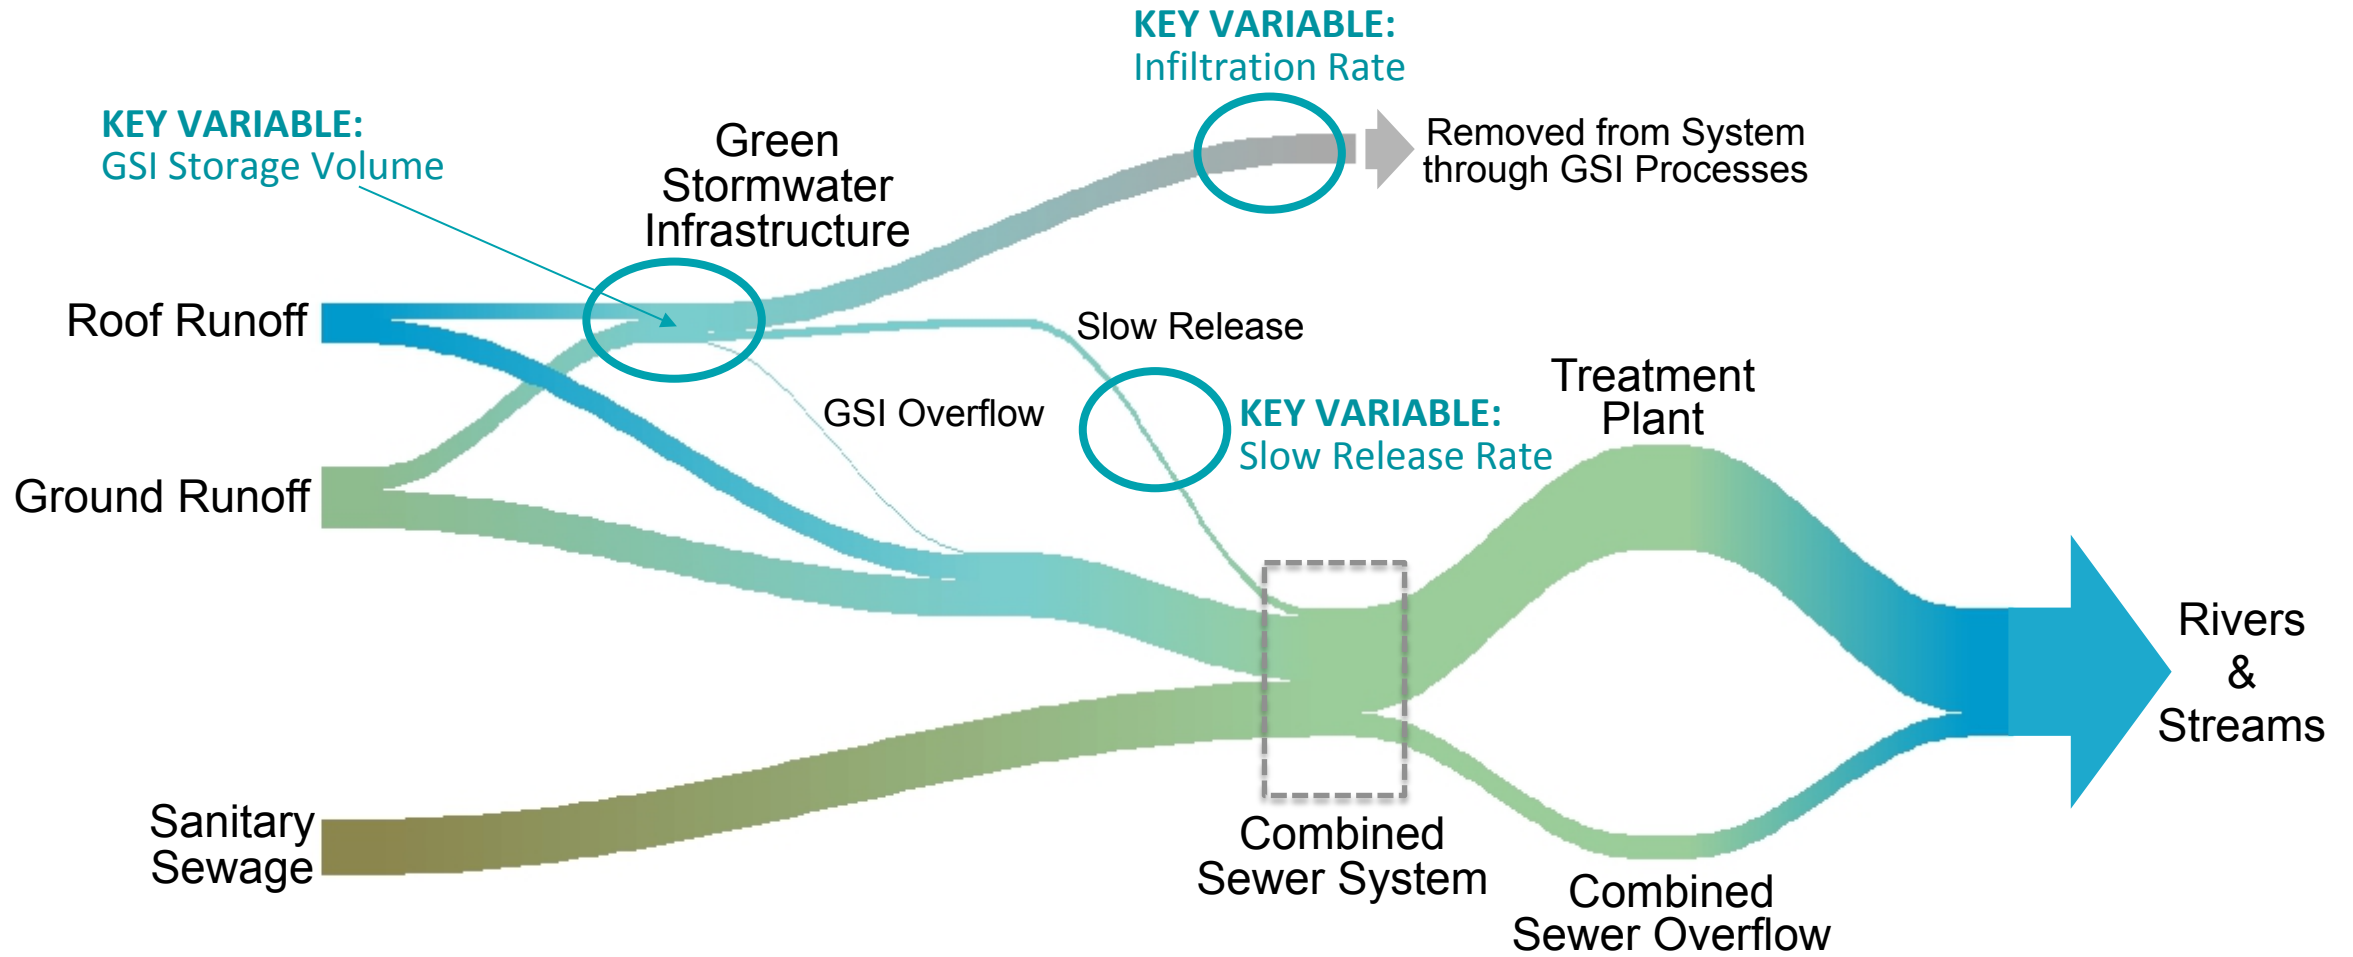 KEY VARIABLE:
Infiltration Rate
KEY VARIABLE:
GSI Storage Volume
Green
Stormwater
Infrastructure
Removed from System
through GSI Processes
Roof Runoff
Slow Release
GSI Overflow
KEY VARIABLE:
Slow Release Rate
Treatment
Plant
Ground Runoff
Rivers
&
Streams
Sanitary
Sewage
Combined
Sewer System
Combined
Sewer Overflow